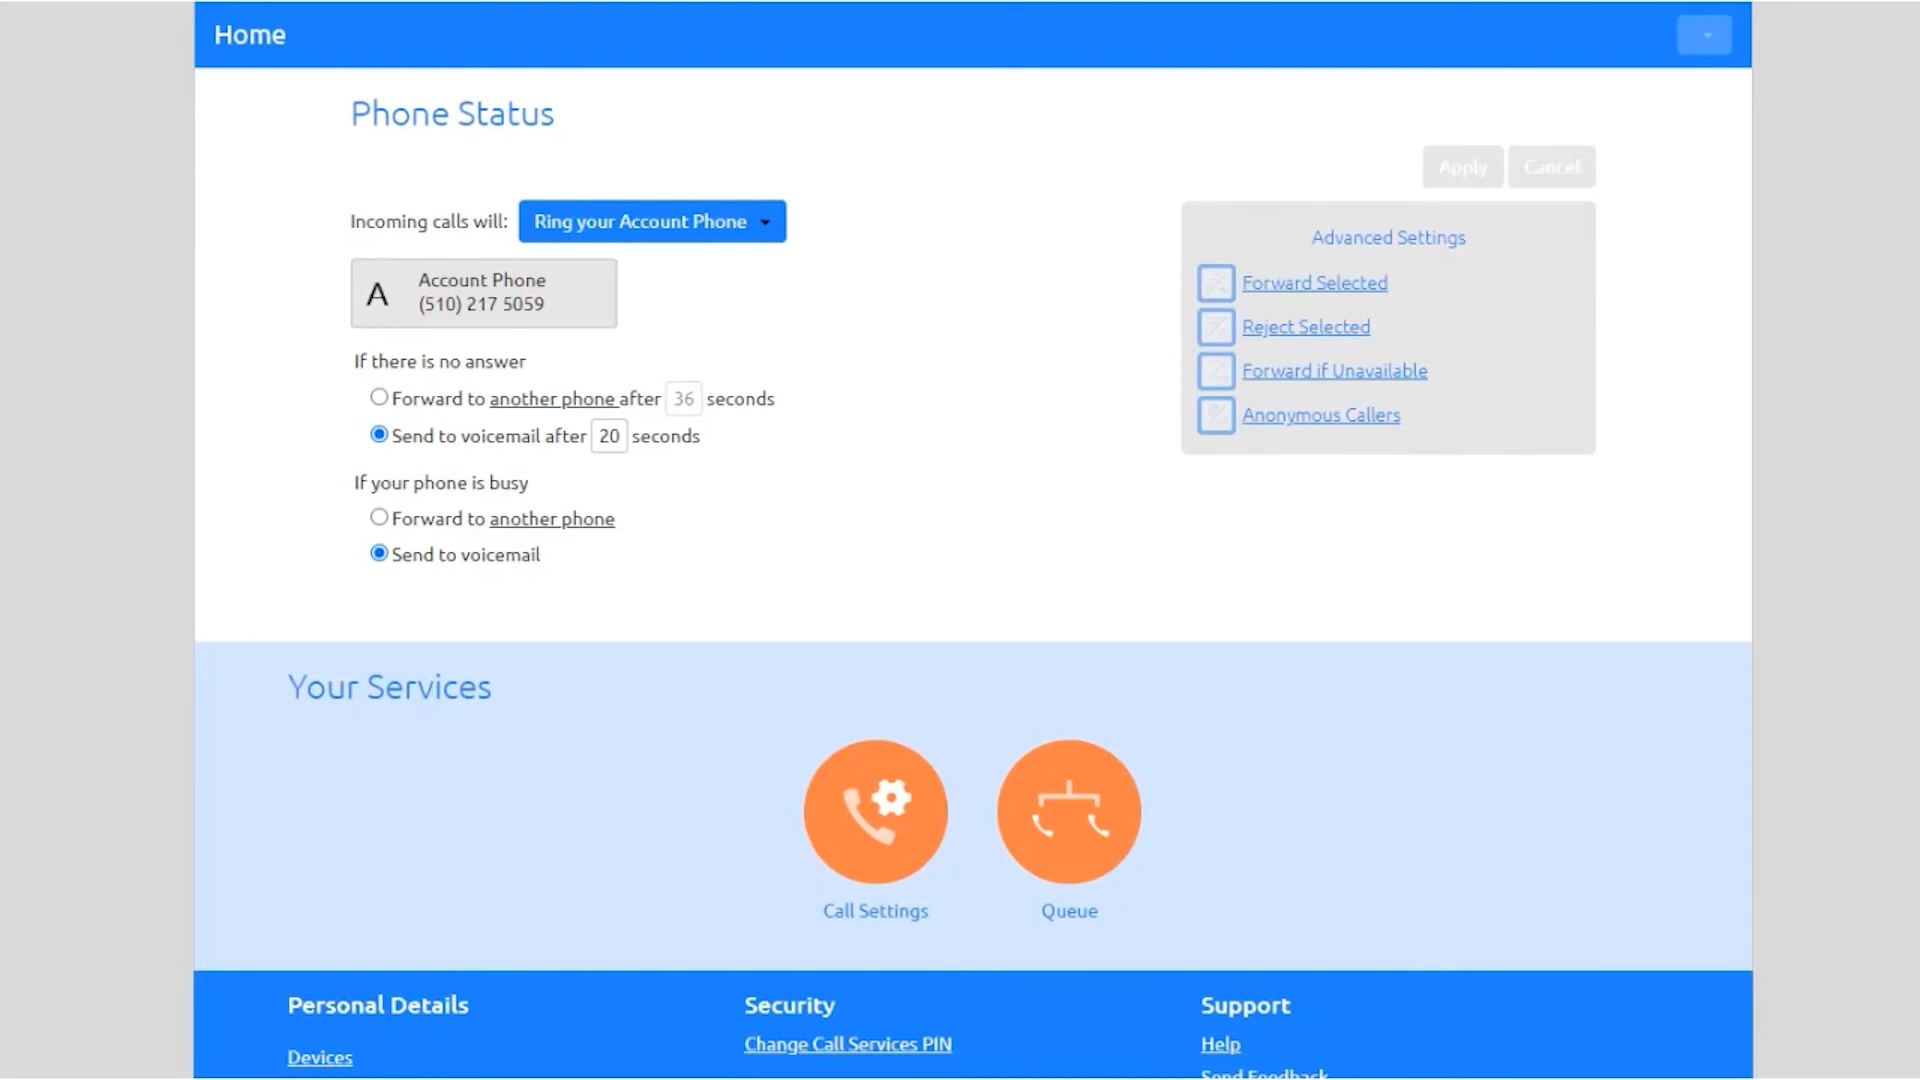 Home
Phone Status
Apply Cancel
Incoming calls will: Ring your Account Phone
Advanced Settings
A
Account Phone
(510) 217 5059
Forward Selected
Reject Selected
Forward if Unavailable
Anonymous Callers
If there is no answer
Forward to another phone after 36 seconds
Send to voicemail after 20 seconds
If your phone is busy
Forward to another phone
Send to voicemail
Your Services
Call Settings
Queue
Personal Details
Devices
Security
Change Call Services PIN
Support
Help
Send Feedback